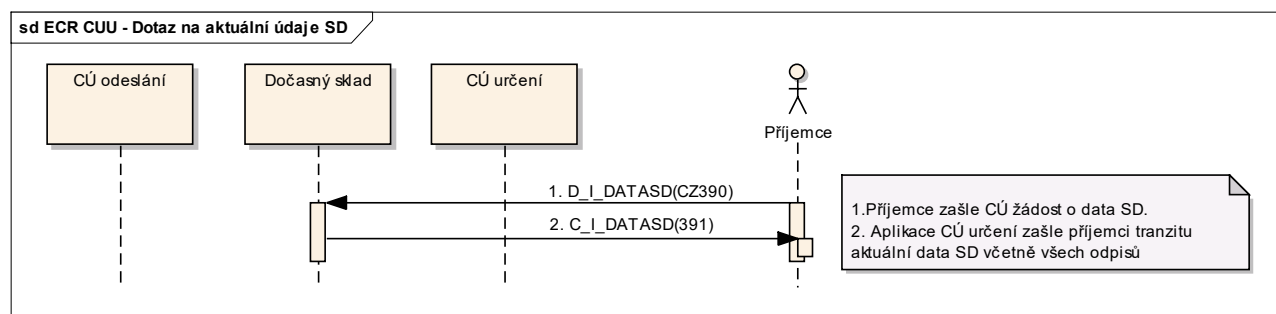 sd ECR CUU - Dotaz na aktuální údaje SD
CÚ odeslání
Dočasný sklad
CÚ určení
Příjemce
1. D_I_DATASD(CZ390)
2. C_I_DATASD(391)
1.Příjemce zašle CÚ žádost o data SD.
2. Aplikace CÚ určení zašle příjemci tranzitu
aktuální data SD včetně všech odpisů